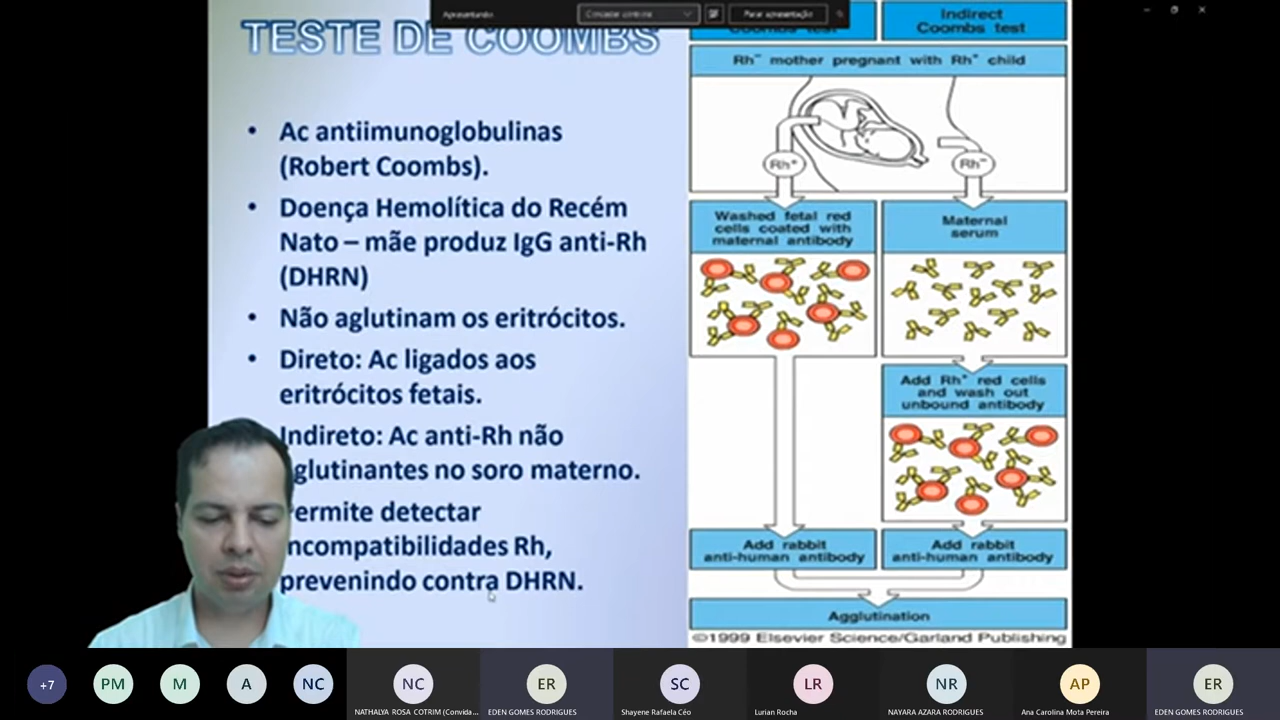 Apresentando
Parar apresentação
TESTE DE COOMBS
• Ac antiimunoglobulinas
(Robert Coombs).
• Doença Hemolítica do Recém
Nato – mãe produz IgG anti-Rh
(DHRN)
• Não aglutinam os eritrócitos.
• Direto: Ac ligados aos
eritrócitos fetais.
Indireto: Ac anti-Rh não
glutinantes no soro materno.
ermite detectar
ncompatibilidades Rh,
prevenindo contra DHRN.
Coombs test
Indirect
Coombs test
Rh⁻ mother pregnant with Rh⁺ child
Rh⁺
Rh⁻
Washed fetal red
cells coated with
maternal antibody
Maternal
serum
Add Rh⁺ red cells
and wash out
unbound antibody
Add rabbit
anti-human antibody
Add rabbit
anti-human antibody
Agglutination
©1999 Elsevier Science/Garland Publishing
+7
PM
M
A
NC
NC
ER
SC
LR
NR
AP
ER
NATHALYA ROSA COTRIM (Convida...
EDEN GOMES RODRIGUES
Shayene Rafaela Céo
Lurian Rocha
NAYARA AZARA RODRIGUES
Ana Carolina Mota Pereira
EDEN GOMES RODRIGUES